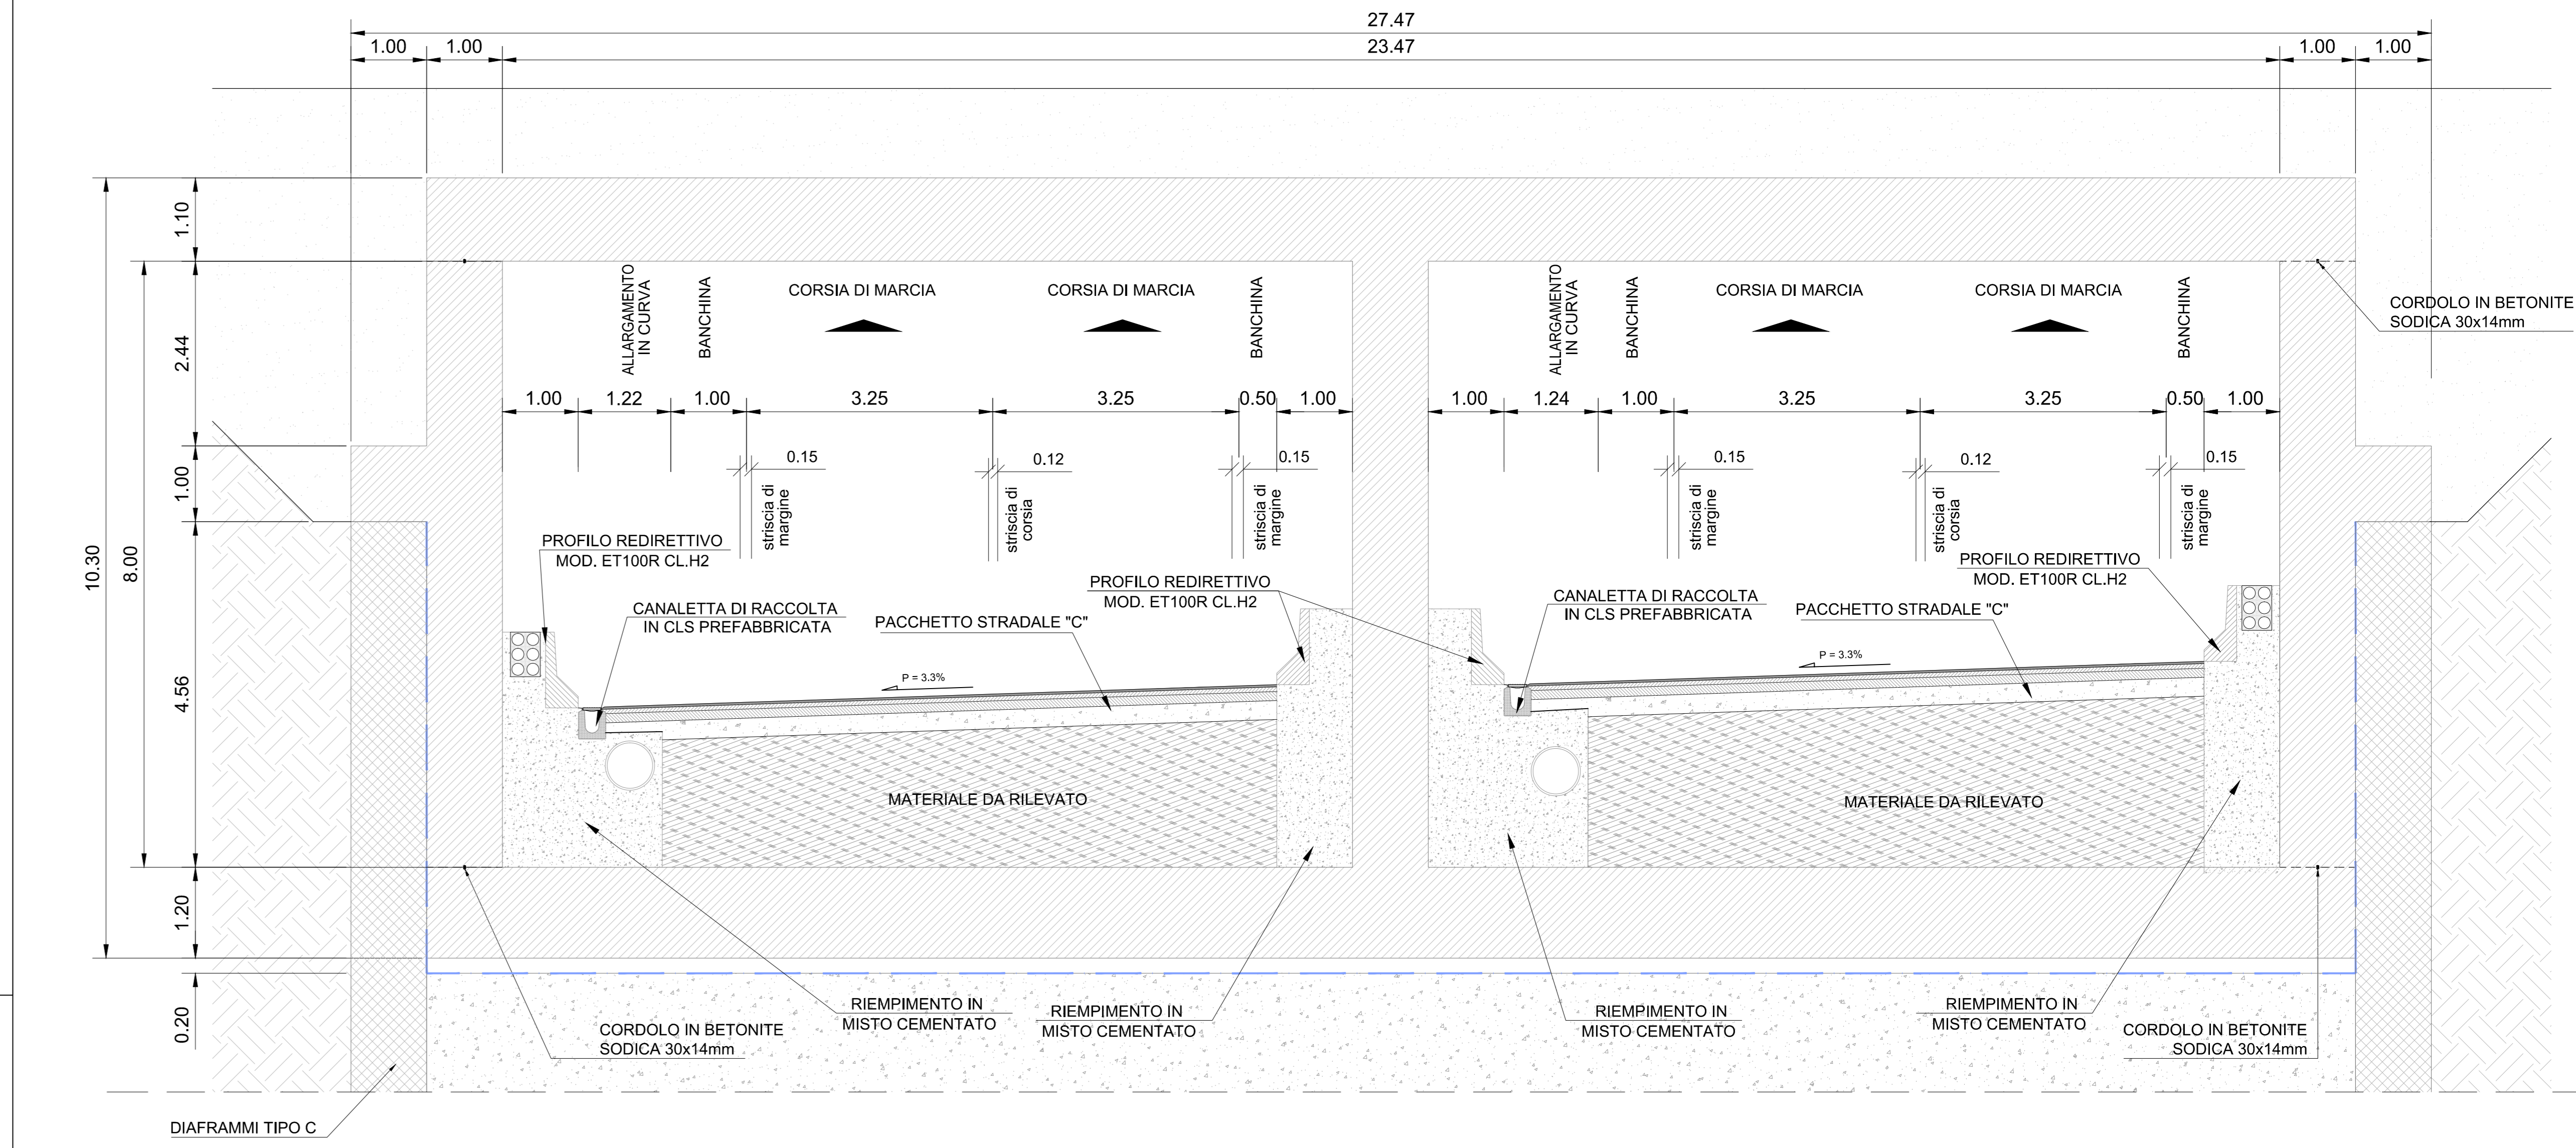 27.47
1.00
1.00
23.47
1.00
1.00
1.10
2.44
1.00
4.56
1.20
0.20
10.30
8.00
ALLARGAMENTO
IN CURVA
BANCHINA
CORSIA DI MARCIA
CORSIA DI MARCIA
BANCHINA
ALLARGAMENTO
IN CURVA
BANCHINA
CORSIA DI MARCIA
CORSIA DI MARCIA
BANCHINA
CORDOLO IN BETONITE
SODICA 30x14mm
1.00
1.22
1.00
3.25
3.25
0.50
1.00
1.00
1.24
1.00
3.25
3.25
0.50
1.00
0.15
0.12
0.15
0.15
0.12
0.15
striscia di
margine
striscia di
corsia
striscia di
margine
striscia di
margine
striscia di
corsia
striscia di
margine
PROFILO REDIRETTIVO
MOD. ET100R CL.H2
PROFILO REDIRETTIVO
MOD. ET100R CL.H2
PROFILO REDIRETTIVO
MOD. ET100R CL.H2
CANALETTA DI RACCOLTA
IN CLS PREFABBRICATA
PACCHETTO STRADALE "C"
CANALETTA DI RACCOLTA
IN CLS PREFABBRICATA
PACCHETTO STRADALE "C"
P = 3.3%
P = 3.3%
MATERIALE DA RILEVATO
MATERIALE DA RILEVATO
RIEMPIMENTO IN
MISTO CEMENTATO
RIEMPIMENTO IN
MISTO CEMENTATO
RIEMPIMENTO IN
MISTO CEMENTATO
RIEMPIMENTO IN
MISTO CEMENTATO
CORDOLO IN BETONITE
SODICA 30x14mm
CORDOLO IN BETONITE
SODICA 30x14mm
DIAFRAMMI TIPO C